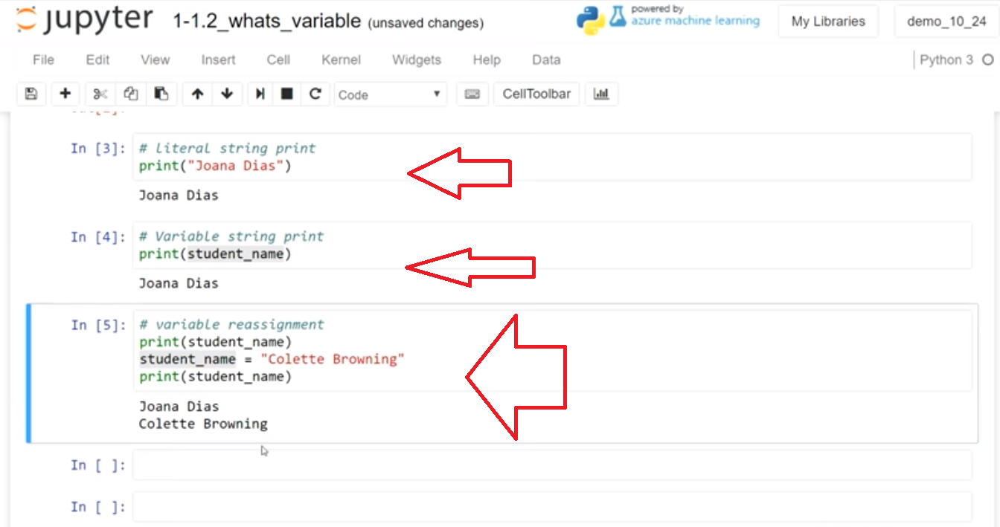 jupyter 1-1.2_whats_variable (unsaved changes) powered by azure machine learning My Libraries demo_10_24
File Edit View Insert Cell Kernel Widgets Help Data Python 3
Code CellToolbar
In [3]: # literal string print
print("Joana Dias")
Joana Dias
In [4]: # Variable string print
print(student_name)
Joana Dias
In [5]: # variable reassignment
print(student_name)
student_name = "Colette Browning"
print(student_name)
Joana Dias
Colette Browning
In [ ]:
In [ ]: